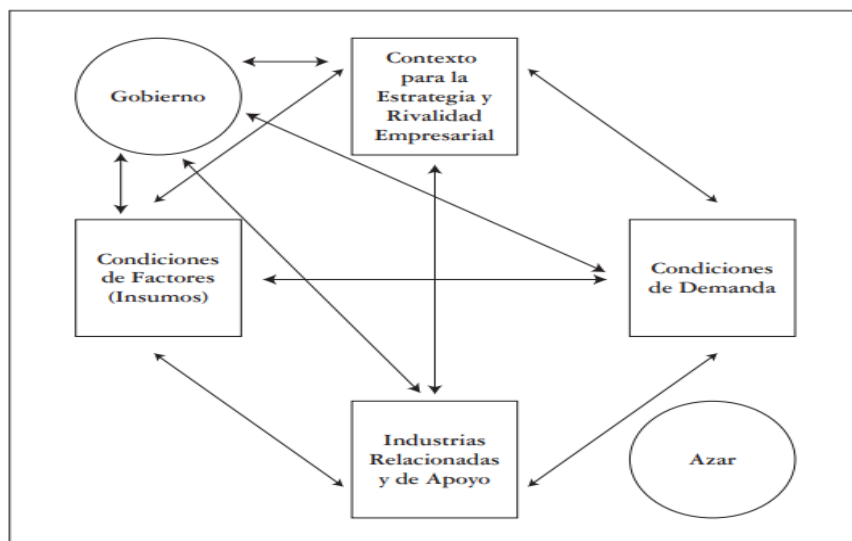 Gobierno
Contexto
para la
Estrategia y
Rivalidad
Empresarial
Condiciones
de Factores
(Insumos)
Condiciones
de Demanda
Industrias
Relacionadas
y de Apoyo
Azar